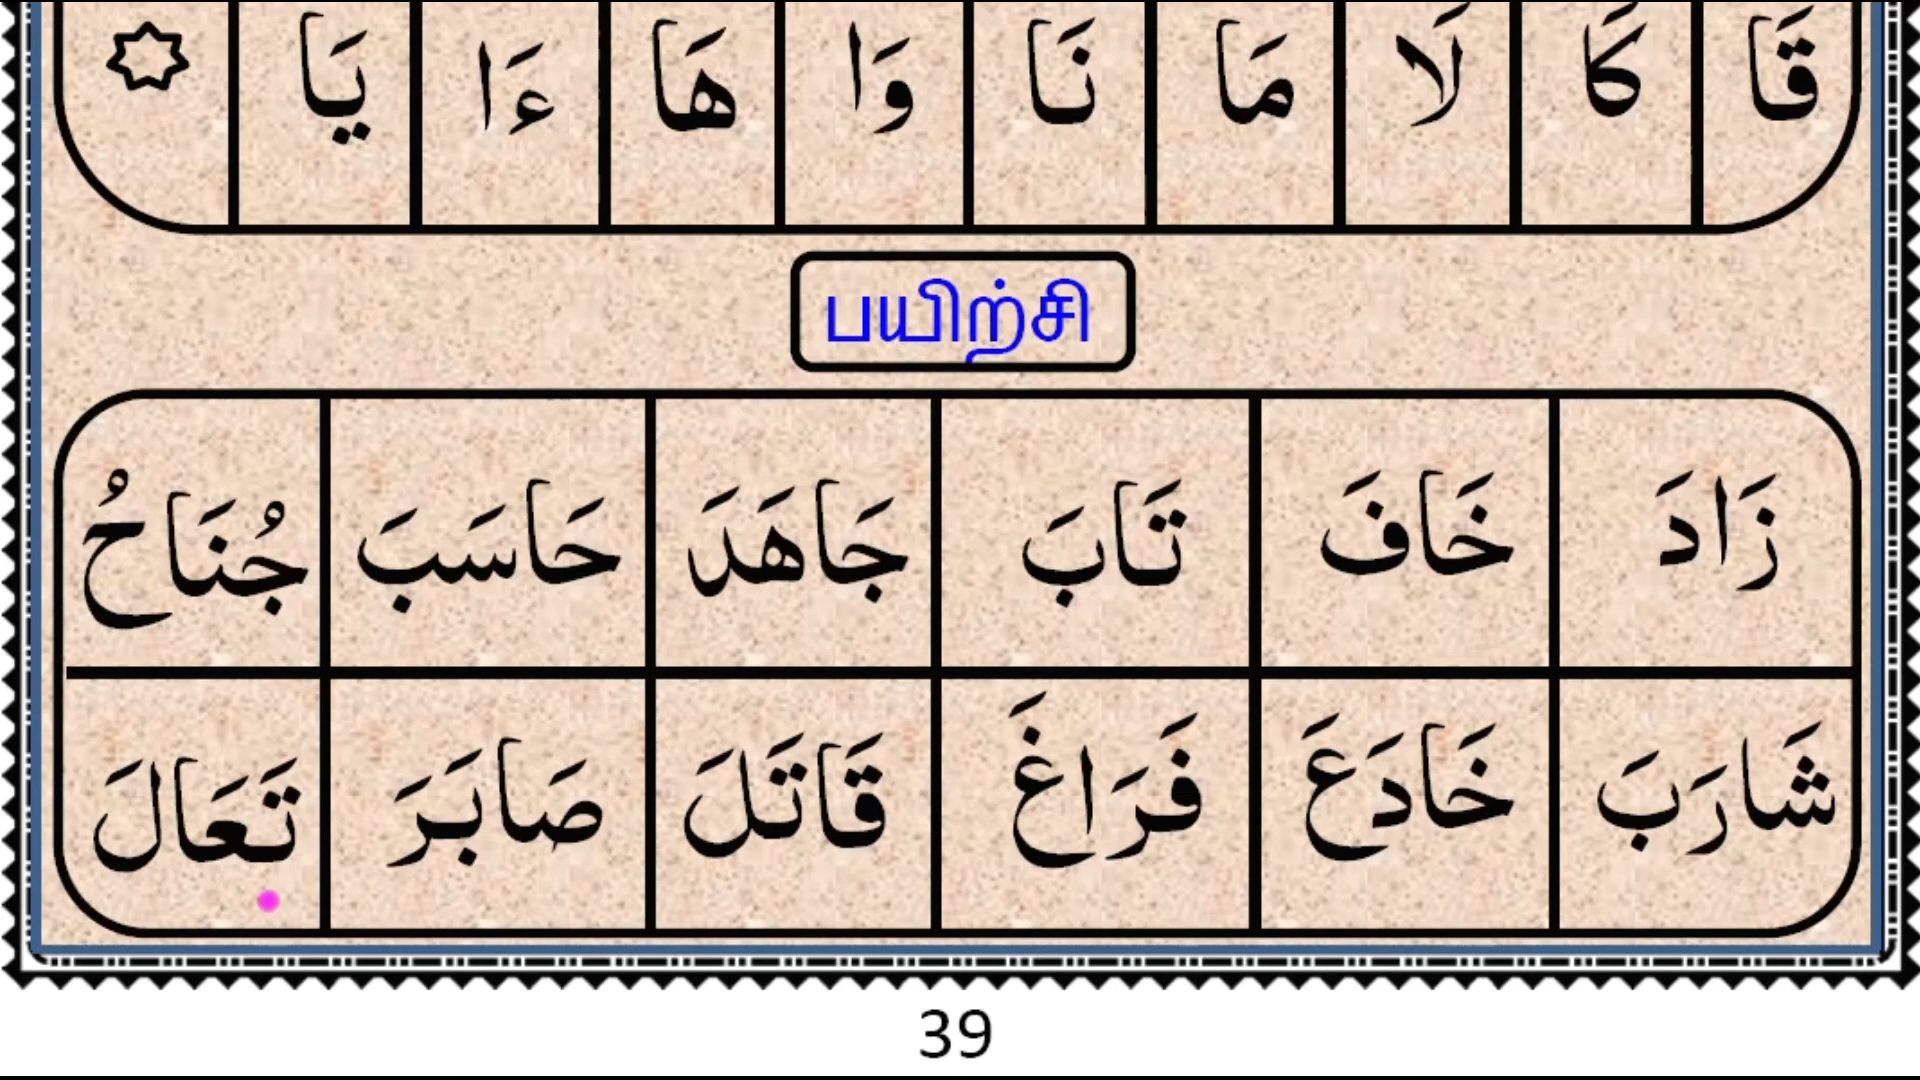 قَا كَا لَا مَا نَا وَا هَا ءَا يَا
பயிற்சி
زَادَ خَافَ تَابَ جَاهَدَ حَاسَبَ جُنَاحُ
شَارَبَ خَادَعَ فَرَاغَ قَاتَلَ صَابَرَ تَعَالَ
39